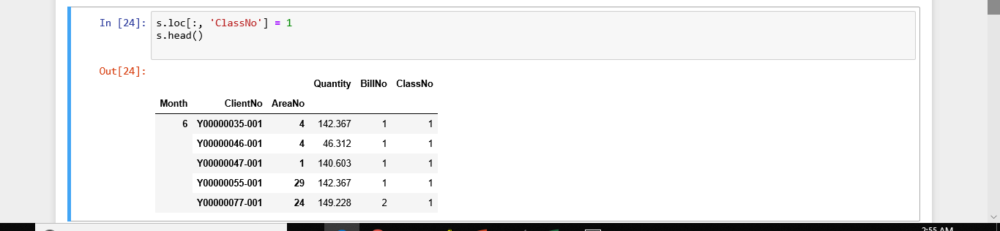 In [24]: s.loc[:, 'ClassNo'] = 1
s.head()
Out[24]:
Quantity BillNo ClassNo
Month ClientNo AreaNo
6 Y00000035-001 4 142.367 1 1
Y00000046-001 4 46.312 1 1
Y00000047-001 1 140.603 1 1
Y00000055-001 29 142.367 1 1
Y00000077-001 24 149.228 2 1
2:55 AM